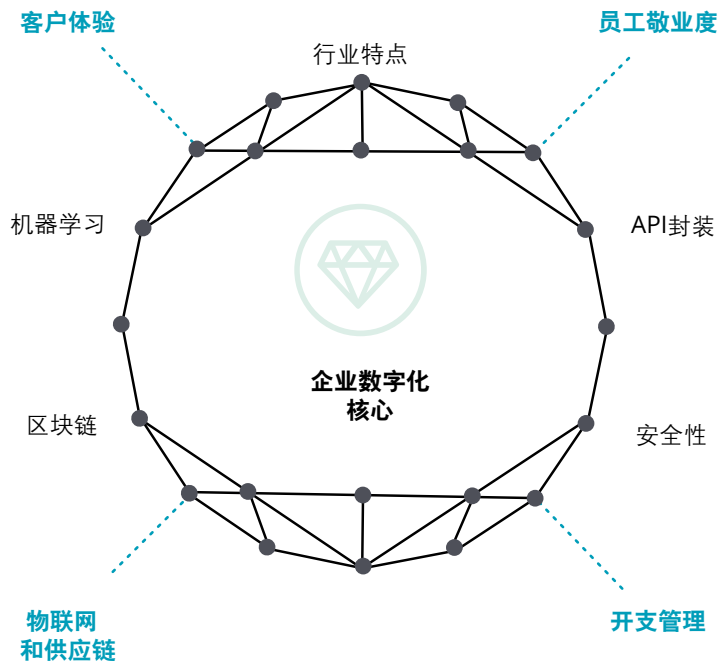 客户体验
员工敬业度
行业特点
机器学习
API封装
企业数字化
核心
区块链
安全性
物联网
和供应链
开支管理